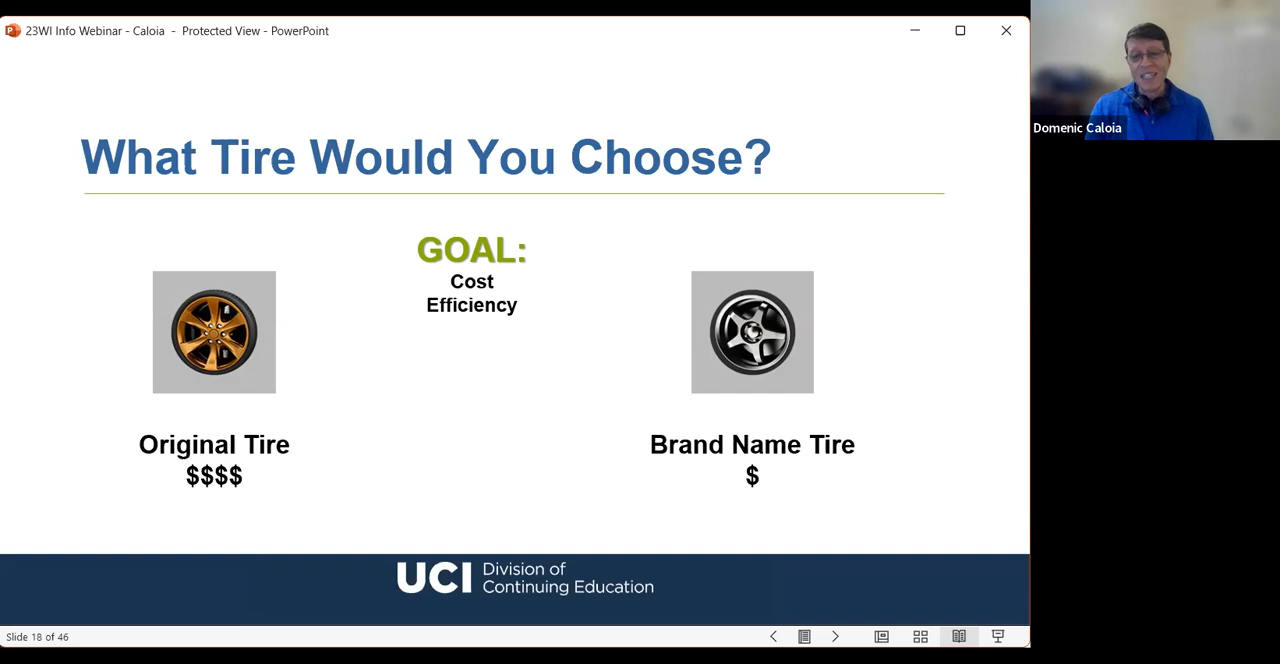 23WI Info Webinar - Caloia - Protected View - PowerPoint
Domenic Caloia
What Tire Would You Choose?
GOAL:
Cost
Efficiency
Original Tire
$$$$
Brand Name Tire
$
UCI Division of
Continuing Education
Slide 18 of 46